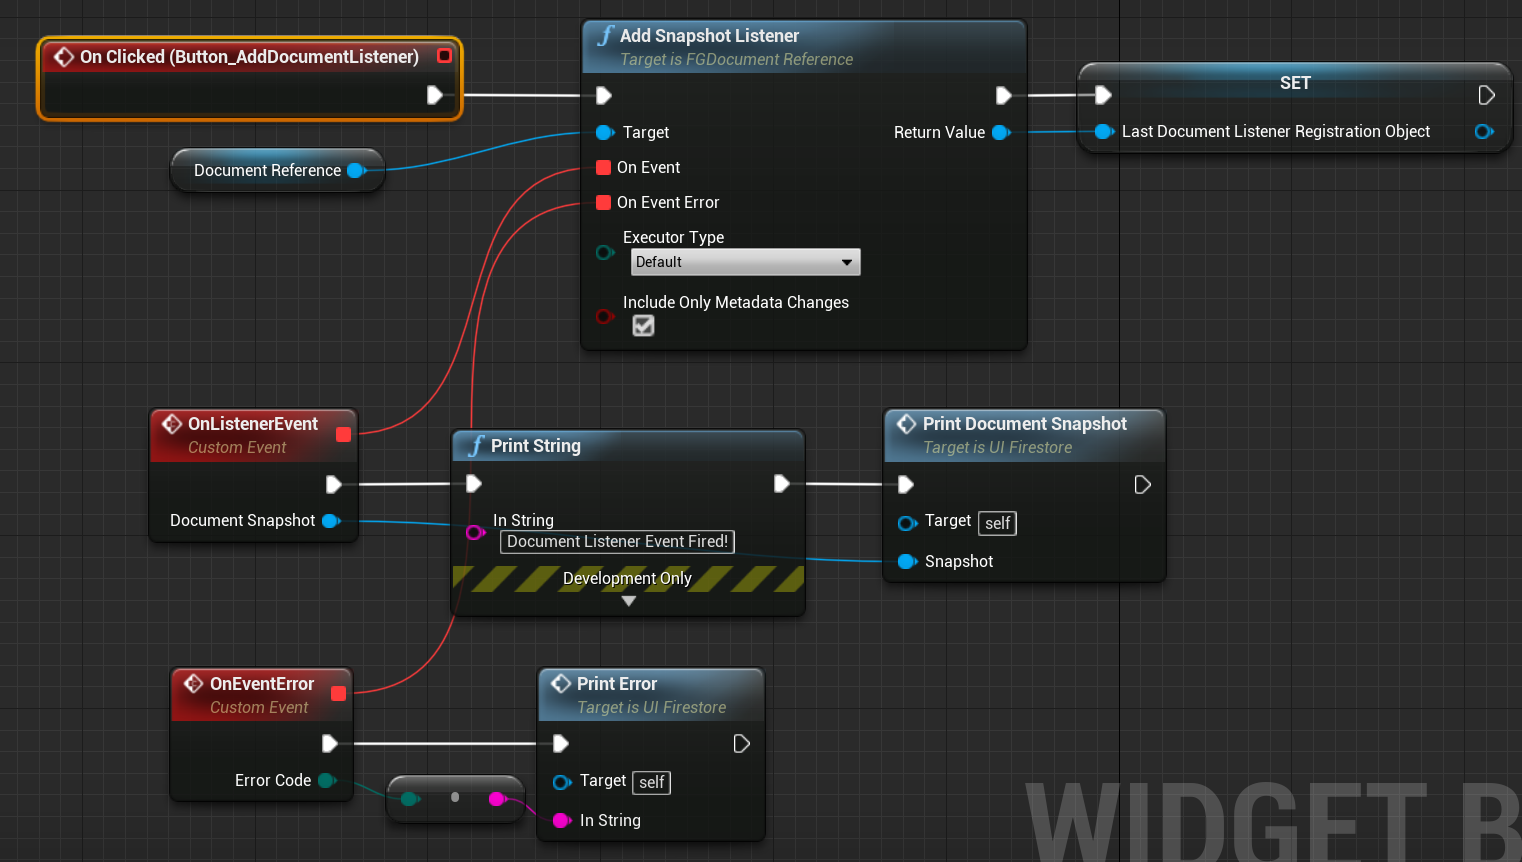 On Clicked (Button_AddDocumentListener)
Document Reference
f Add Snapshot Listener
Target is FGDocument Reference
Target
Return Value
On Event
On Event Error
Executor Type
Default
Include Only Metadata Changes
SET
Last Document Listener Registration Object
OnListenerEvent
Custom Event
Document Snapshot
f Print String
In String
Document Listener Event Fired!
Development Only
Print Document Snapshot
Target is UI Firestore
Target self
Snapshot
OnEventError
Custom Event
Error Code
Print Error
Target is UI Firestore
Target self
In String
WIDGET B